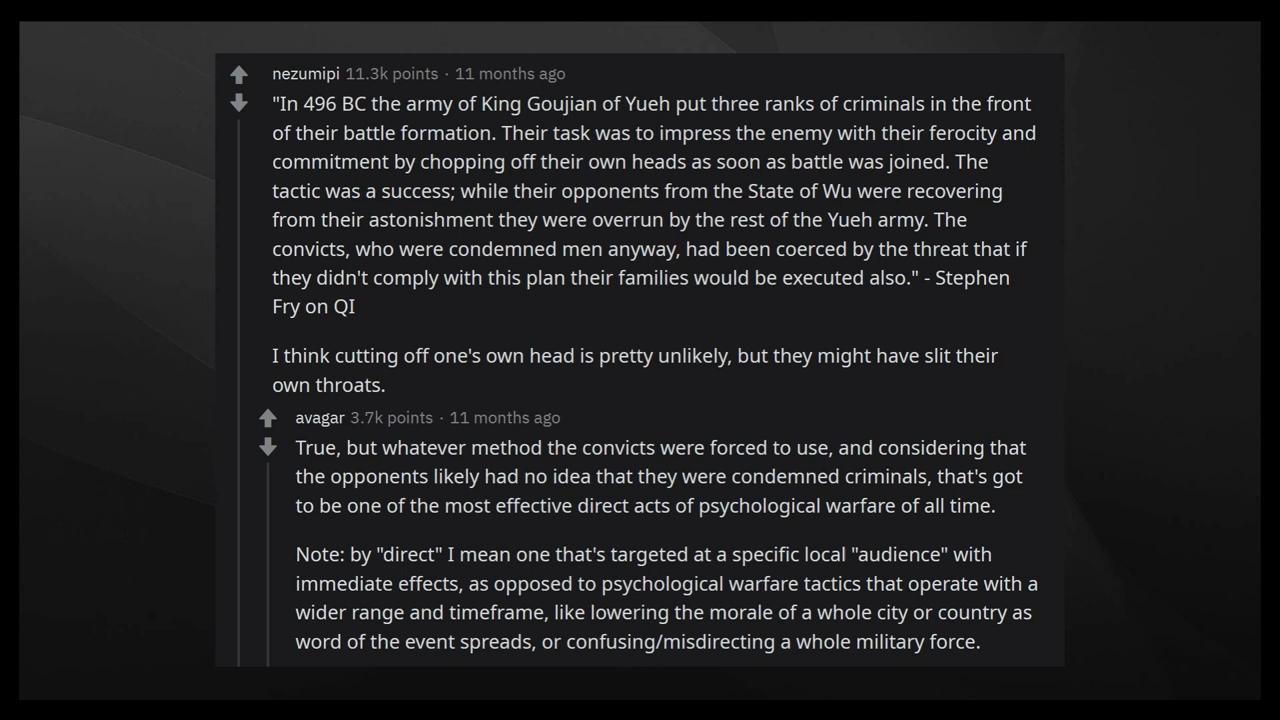 nezumipi 11.3k points · 11 months ago
"In 496 BC the army of King Goujian of Yueh put three ranks of criminals in the front
of their battle formation. Their task was to impress the enemy with their ferocity and
commitment by chopping off their own heads as soon as battle was joined. The
tactic was a success; while their opponents from the State of Wu were recovering
from their astonishment they were overrun by the rest of the Yueh army. The
convicts, who were condemned men anyway, had been coerced by the threat that if
they didn't comply with this plan their families would be executed also." - Stephen
Fry on QI
I think cutting off one's own head is pretty unlikely, but they might have slit their
own throats.
avagar 3.7k points · 11 months ago
True, but whatever method the convicts were forced to use, and considering that
the opponents likely had no idea that they were condemned criminals, that's got
to be one of the most effective direct acts of psychological warfare of all time.
Note: by "direct" I mean one that's targeted at a specific local "audience" with
immediate effects, as opposed to psychological warfare tactics that operate with a
wider range and timeframe, like lowering the morale of a whole city or country as
word of the event spreads, or confusing/misdirecting a whole military force.